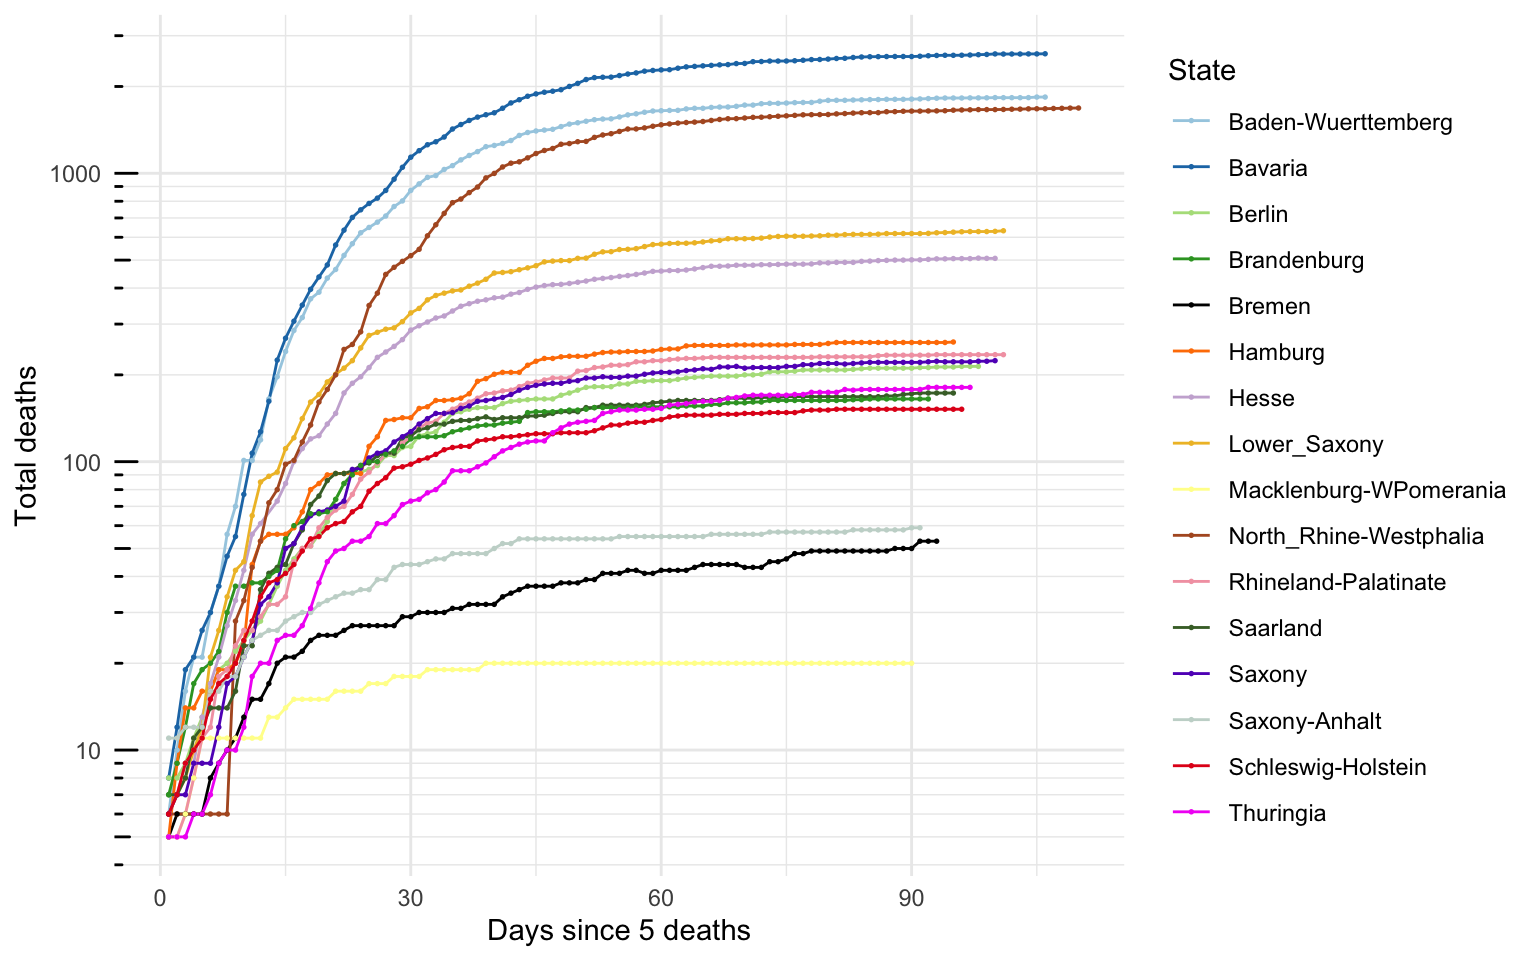 1000
100
10
Total deaths
0 30 60 90
Days since 5 deaths
State
Baden-Wuerttemberg
Bavaria
Berlin
Brandenburg
Bremen
Hamburg
Hesse
Lower_Saxony
Macklenburg-WPomerania
North_Rhine-Westphalia
Rhineland-Palatinate
Saarland
Saxony
Saxony-Anhalt
Schleswig-Holstein
Thuringia